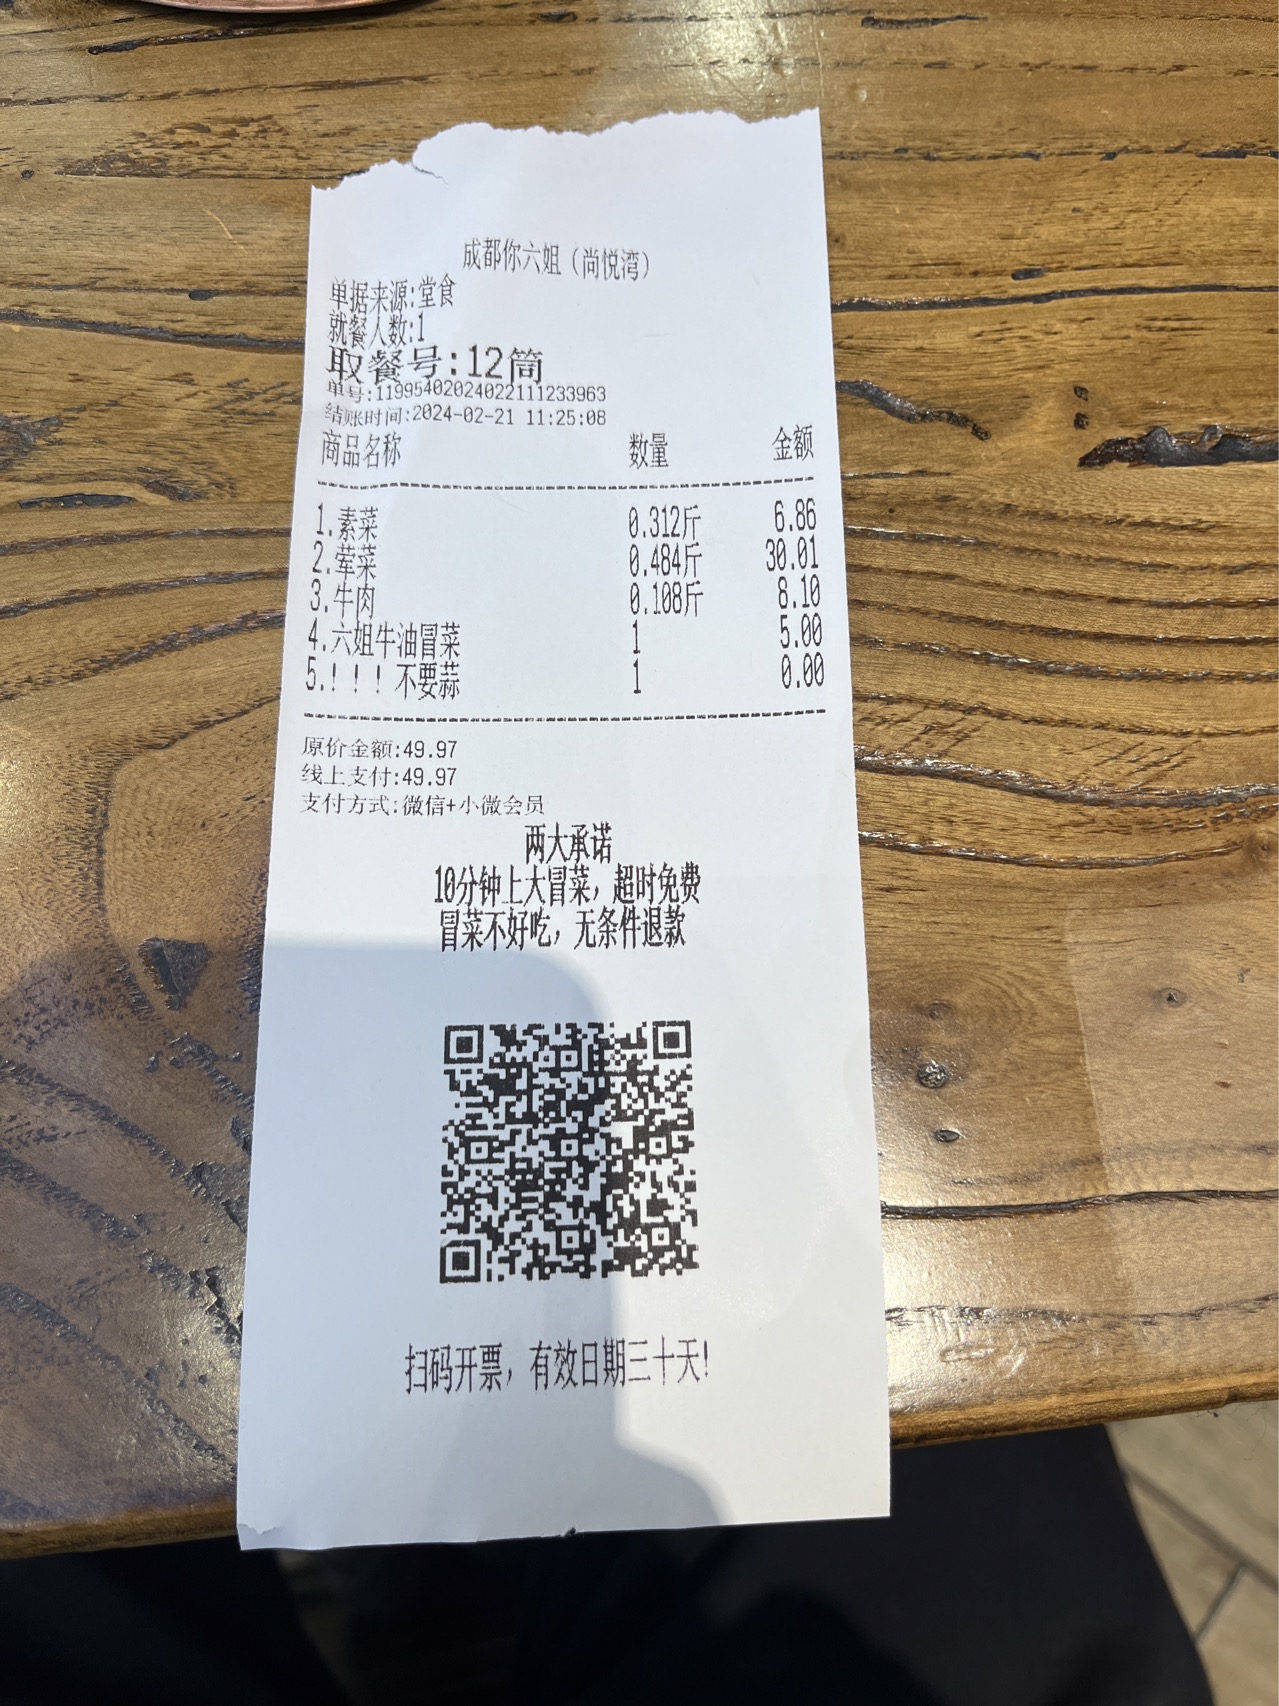 成都你六姐（尚悦湾）
单据来源:堂食
就餐人数:1
取餐号:12筒
单号:11995402024022111233963
结账时间:2024-02-21 11:25:08
商品名称 数量 金额
1.素菜 0.312斤 6.86
2.荤菜 0.484斤 30.01
3.牛肉 0.108斤 8.10
4.六姐牛油冒菜 1 5.00
5.！！！不要蒜 1 0.00
原价金额:49.97
线上支付:49.97
支付方式:微信+小微会员
两大承诺
10分钟上大冒菜，超时免费
冒菜不好吃，无条件退款
扫码开票，有效日期三十天！